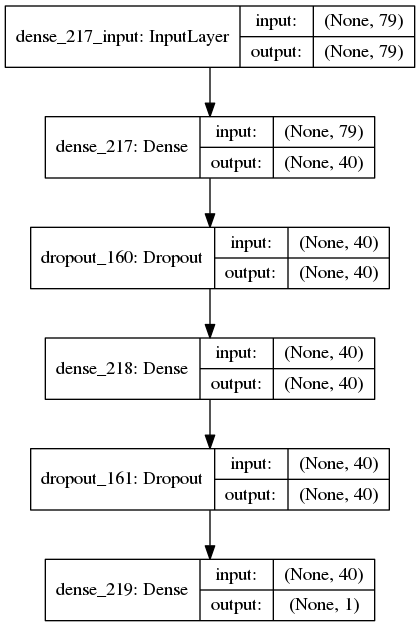 dense_217_input: InputLayer input: (None, 79)
output: (None, 79)
dense_217: Dense input: (None, 79)
output: (None, 40)
dropout_160: Dropout input: (None, 40)
output: (None, 40)
dense_218: Dense input: (None, 40)
output: (None, 40)
dropout_161: Dropout input: (None, 40)
output: (None, 40)
dense_219: Dense input: (None, 40)
output: (None, 1)